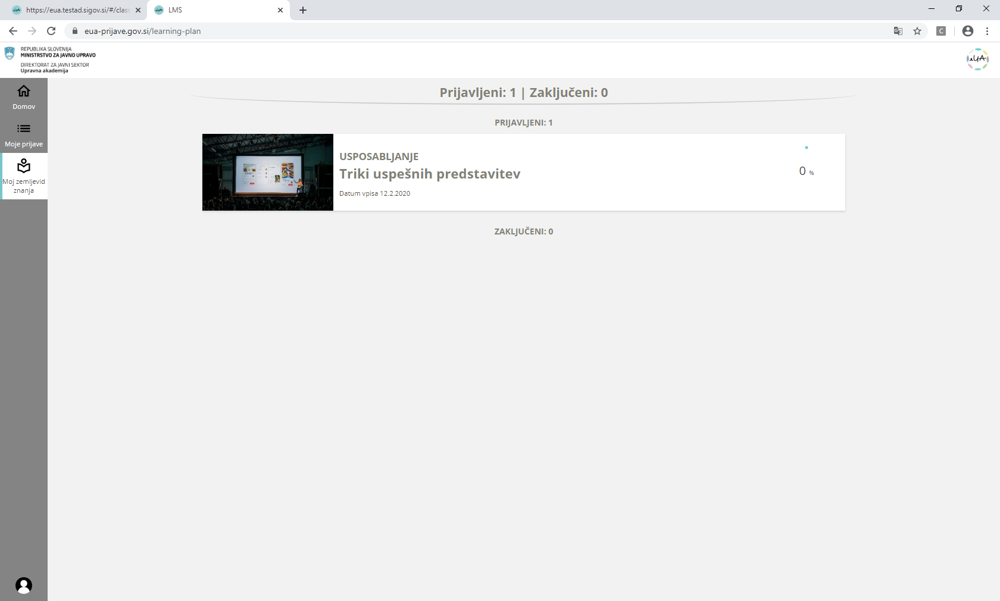 https://eua.testad.sigov.si/#/clas
LMS
eua-prijave.gov.si/learning-plan
REPUBLIKA SLOVENIJA
MINISTRSTVO ZA JAVNO UPRAVO
DIREKTORAT ZA JAVNI SEKTOR
Upravna akademija
eUA
Domov
Moje prijave
Moj zemljevid
znanja
Prijavljeni: 1 | Zaključeni: 0
PRIJAVLJENI: 1
USPOSABLJANJE
Triki uspešnih predstavitev
Datum vpisa 12.2.2020
0 %
ZAKLJUČENI: 0